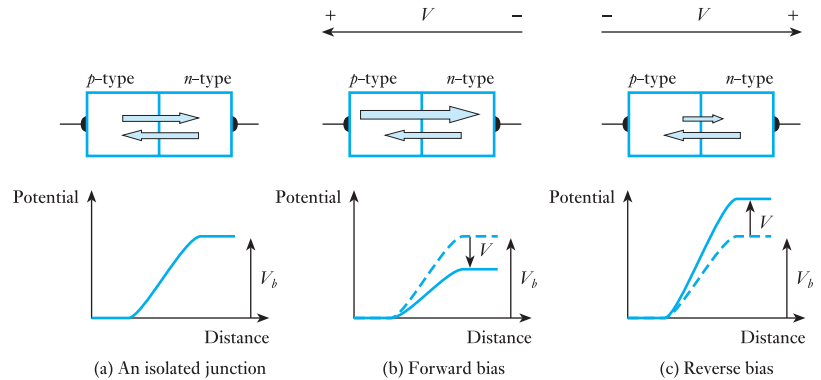 + V –
– V +
p–type n–type
p–type n–type
p–type n–type
Potential
V_b
Distance
Potential
V
V_b
Distance
Potential
V
V_b
Distance
(a) An isolated junction
(b) Forward bias
(c) Reverse bias